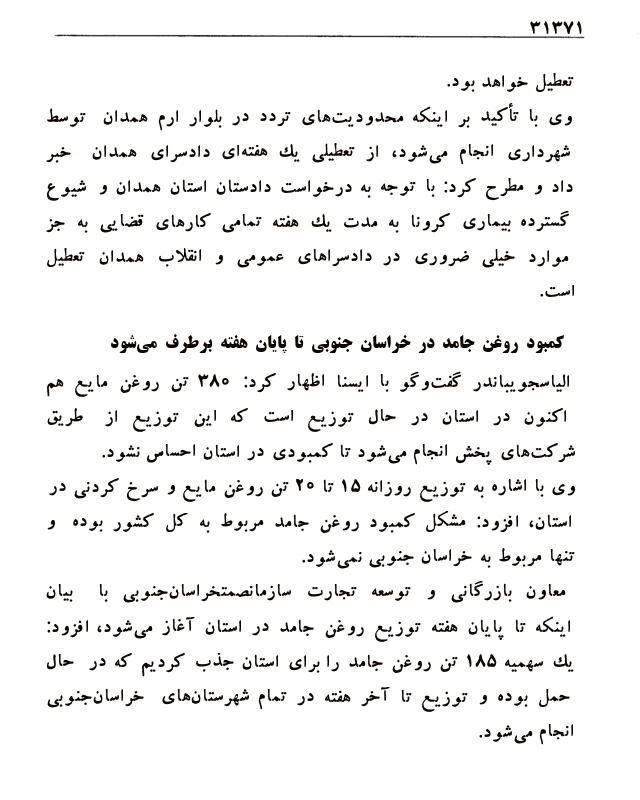 ۳۱۳۷۱
تعطیل خواهد بود.
وی با تأکید بر اینکه محدودیت‌های تردد در بلوار ارم همدان توسط
شهرداری انجام می‌شود، از تعطیلی یك هفته‌ای دادسرای همدان خبر
داد و مطرح کرد: با توجه به درخواست دادستان استان همدان و شیوع
گسترده بیماری کرونا به مدت یك هفته تمامی کارهای قضایی به جز
موارد خیلی ضروری در دادسراهای عمومی و انقلاب همدان تعطیل
است.
کمبود روغن جامد در خراسان جنوبی تا پایان هفته برطرف می‌شود
الیاسجویباندر گفت‌وگو با ایسنا اظهار کرد: ۳۸۰ تن روغن مایع هم
اکنون در استان در حال توزیع است که این توزیع از طریق
شرکت‌های پخش انجام می‌شود تا کمبودی در استان احساس نشود.
وی با اشاره به توزیع روزانه ۱۵ تا ۲۰ تن روغن مایع و سرخ کردنی در
استان، افزود: مشکل کمبود روغن جامد مربوط به کل کشور بوده و
تنها مربوط به خراسان جنوبی نمی‌شود.
معاون بازرگانی و توسعه تجارت سازمانصمتخراسان‌جنوبی با بیان
اینکه تا پایان هفته توزیع روغن جامد در استان آغاز می‌شود، افزود:
یك سهمیه ۱۸۵ تن روغن جامد را برای استان جذب کردیم که در حال
حمل بوده و توزیع تا آخر هفته در تمام شهرستان‌های خراسان‌جنوبی
انجام می‌شود.